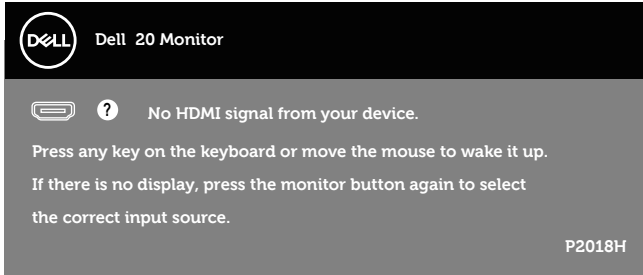 DELL
Dell 20 Monitor
? No HDMI signal from your device.
Press any key on the keyboard or move the mouse to wake it up.
If there is no display, press the monitor button again to select
the correct input source.
P2018H